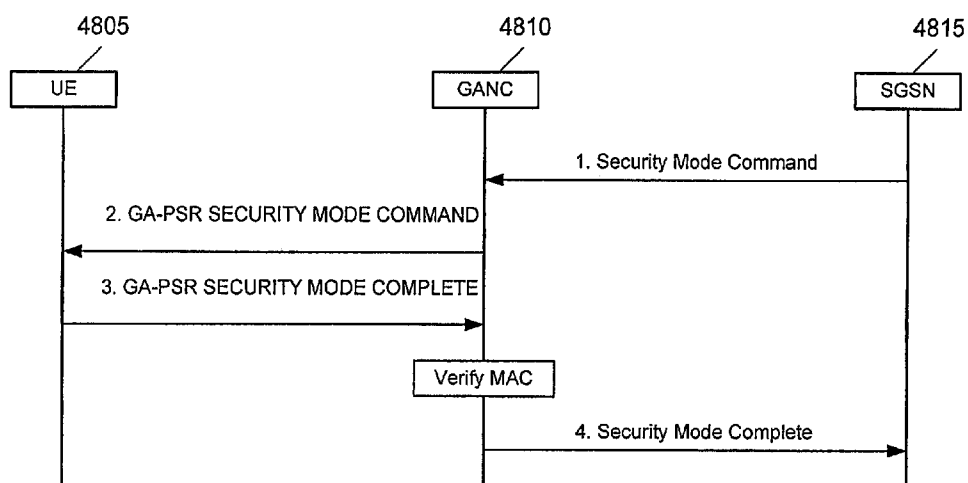 4805
4810
4815
UE
GANC
SGSN
1. Security Mode Command
2. GA-PSR SECURITY MODE COMMAND
3. GA-PSR SECURITY MODE COMPLETE
Verify MAC
4. Security Mode Complete